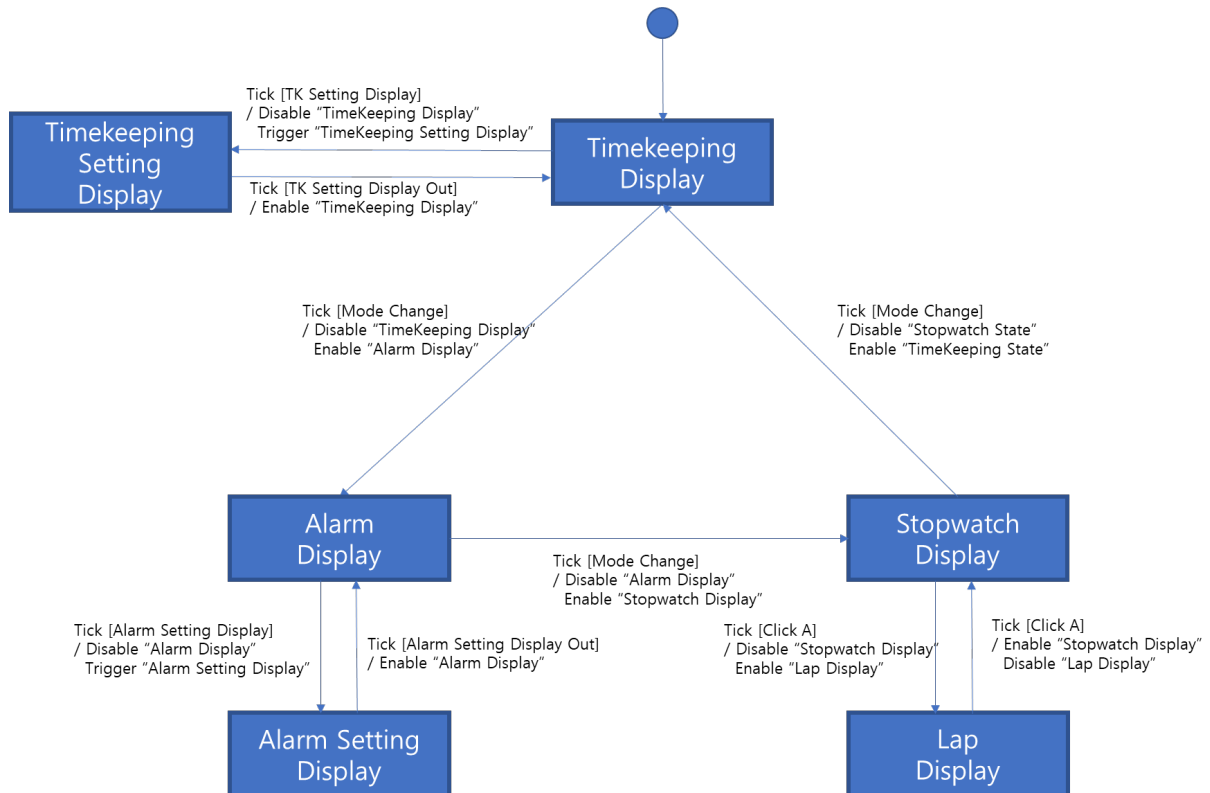 Tick [TK Setting Display]
/ Disable “TimeKeeping Display”
Trigger “TimeKeeping Setting Display”
Timekeeping
Setting
Display
Timekeeping
Display
Tick [TK Setting Display Out]
/ Enable “TimeKeeping Display”
Tick [Mode Change]
/ Disable “TimeKeeping Display”
Enable “Alarm Display”
Tick [Mode Change]
/ Disable “Stopwatch State”
Enable “TimeKeeping State”
Alarm
Display
Stopwatch
Display
Tick [Mode Change]
/ Disable “Alarm Display”
Enable “Stopwatch Display”
Tick [Alarm Setting Display]
/ Disable “Alarm Display”
Trigger “Alarm Setting Display”
Tick [Alarm Setting Display Out]
/ Enable “Alarm Display”
Tick [Click A]
/ Disable “Stopwatch Display”
Enable “Lap Display”
Tick [Click A]
/ Enable “Stopwatch Display”
Disable “Lap Display”
Alarm Setting
Display
Lap
Display